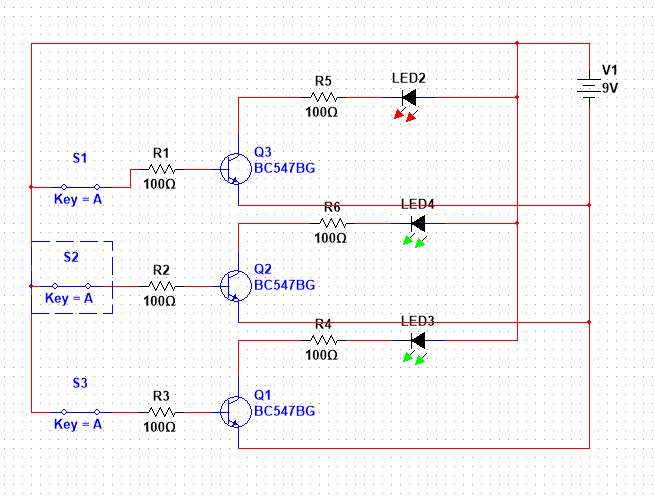 V1
9V
R5
100Ω
LED2
S1
Key = A
R1
100Ω
Q3
BC547BG
R6
100Ω
LED4
S2
Key = A
R2
100Ω
Q2
BC547BG
R4
100Ω
LED3
S3
Key = A
R3
100Ω
Q1
BC547BG